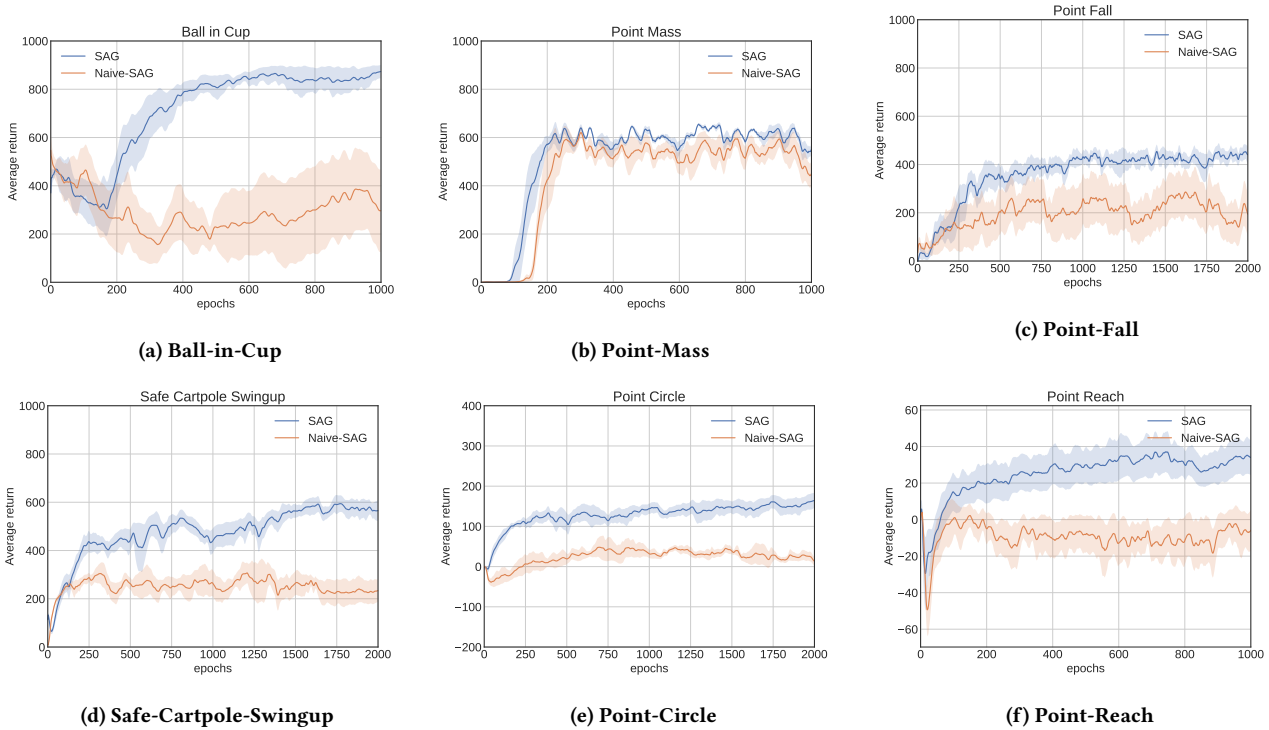 Ball in Cup
1000
800
600
400
200
0
Average return
SAG
Naive-SAG
0 200 400 600 800 1000
epochs
(a) Ball-in-Cup
Point Mass
1000
800
600
400
200
0
Average return
SAG
Naive-SAG
0 200 400 600 800 1000
epochs
(b) Point-Mass
Point Fall
1000
800
600
400
200
0
Average return
SAG
Naive-SAG
0 250 500 750 1000 1250 1500 1750 2000
epochs
(c) Point-Fall
Safe Cartpole Swingup
1000
800
600
400
200
0
Average return
SAG
Naive-SAG
0 250 500 750 1000 1250 1500 1750 2000
epochs
(d) Safe-Cartpole-Swingup
Point Circle
400
300
200
100
0
−100
−200
Average return
SAG
Naive-SAG
0 250 500 750 1000 1250 1500 1750 2000
epochs
(e) Point-Circle
Point Reach
60
40
20
0
−20
−40
−60
Average return
SAG
Naive-SAG
0 200 400 600 800 1000
epochs
(f) Point-Reach